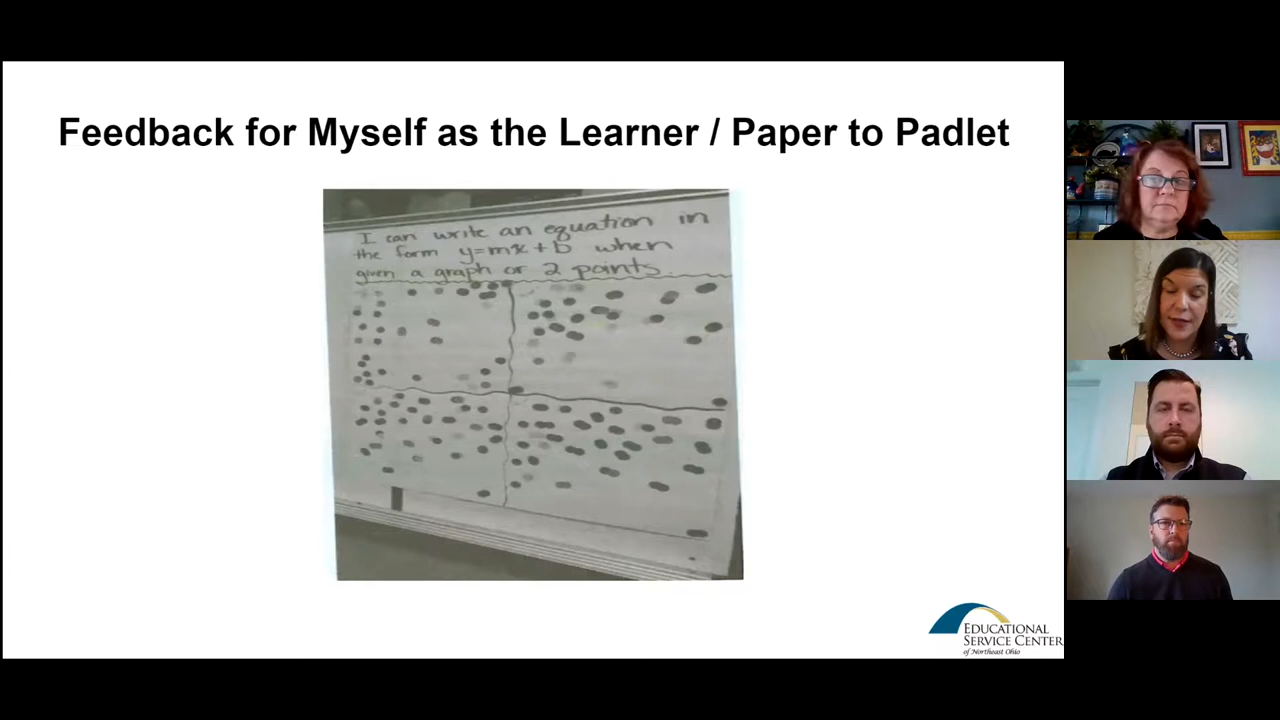 Feedback for Myself as the Learner / Paper to Padlet
I can write an equation in
the form y=mx+b when
given a graph or 2 points.
EDUCATIONAL
SERVICE CENTER
of Northeast Ohio